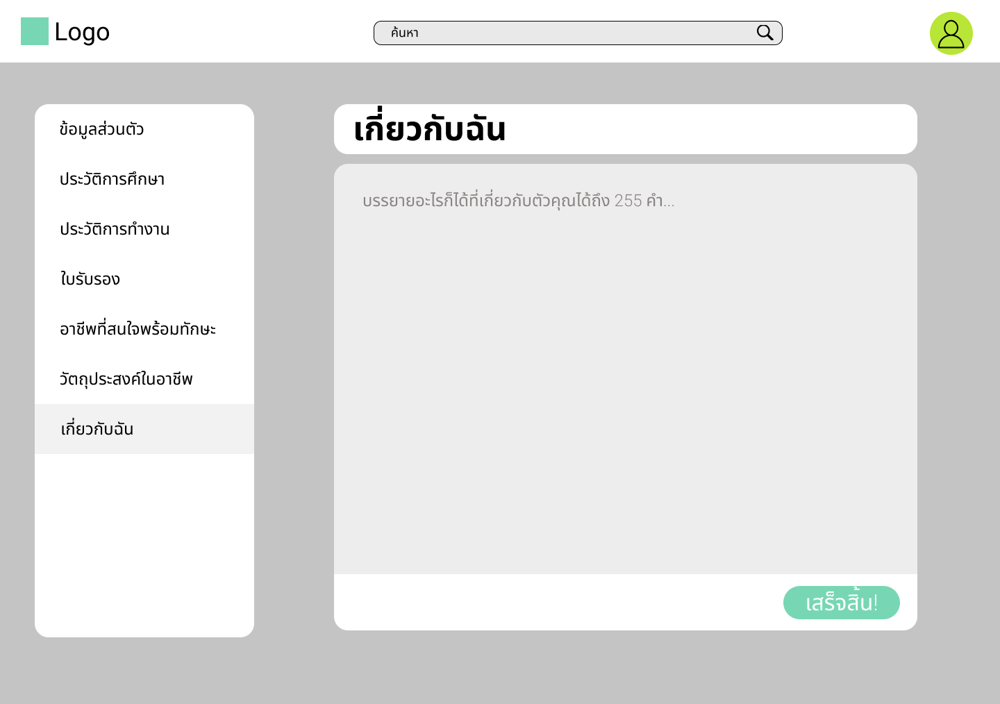 Logo
ค้นหา
ข้อมูลส่วนตัว
ประวัติการศึกษา
ประวัติการทำงาน
ใบรับรอง
อาชีพที่สนใจพร้อมทักษะ
วัตถุประสงค์ในอาชีพ
เกี่ยวกับฉัน
เกี่ยวกับฉัน
บรรยายอะไรก็ได้ที่เกี่ยวกับตัวคุณได้ถึง 255 คำ...
เสร็จสิ้น!